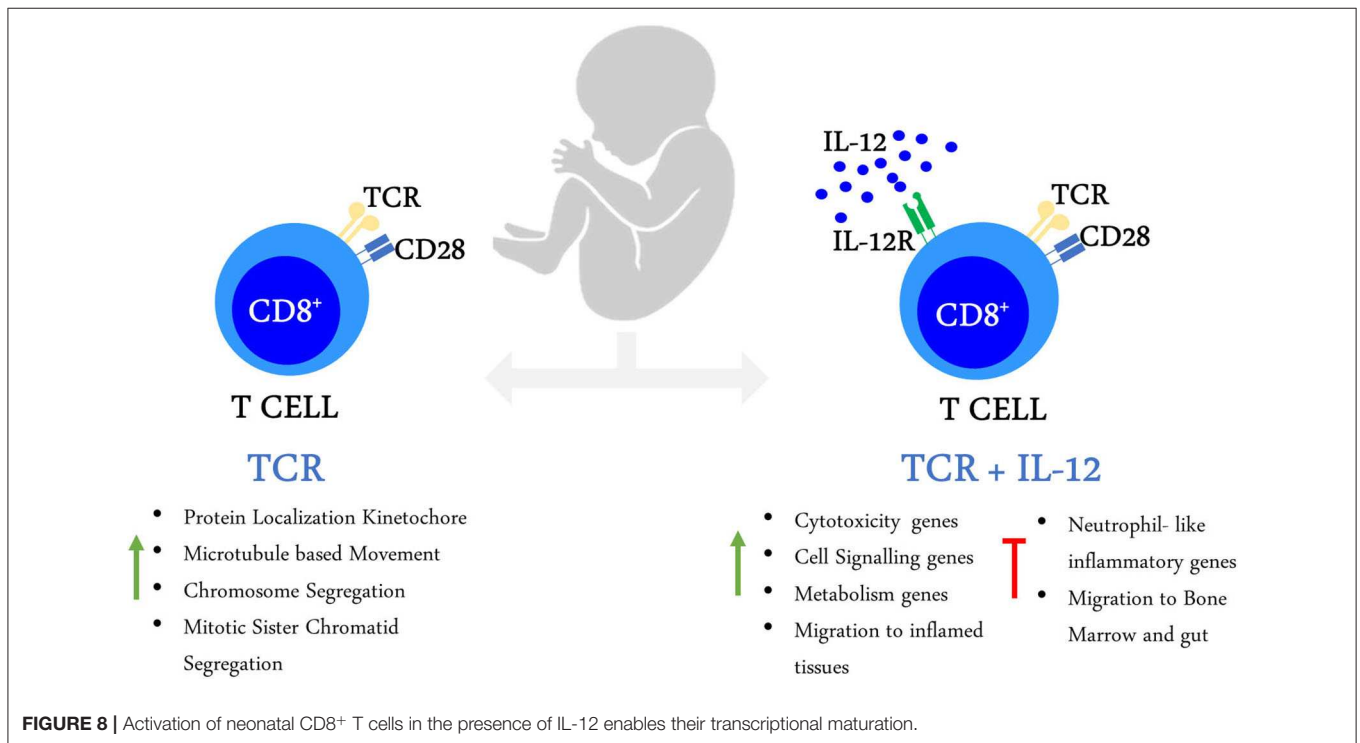 TCR
CD28
CD8+
T CELL
TCR
• Protein Localization Kinetochore
• Microtubule based Movement
• Chromosome Segregation
• Mitotic Sister Chromatid
Segregation
IL-12
IL-12R
TCR
CD28
CD8+
T CELL
TCR + IL-12
• Cytotoxicity genes
• Cell Signalling genes
• Metabolism genes
• Migration to inflamed
tissues
• Neutrophil- like
inflammatory genes
• Migration to Bone
Marrow and gut
FIGURE 8 | Activation of neonatal CD8+ T cells in the presence of IL-12 enables their transcriptional maturation.